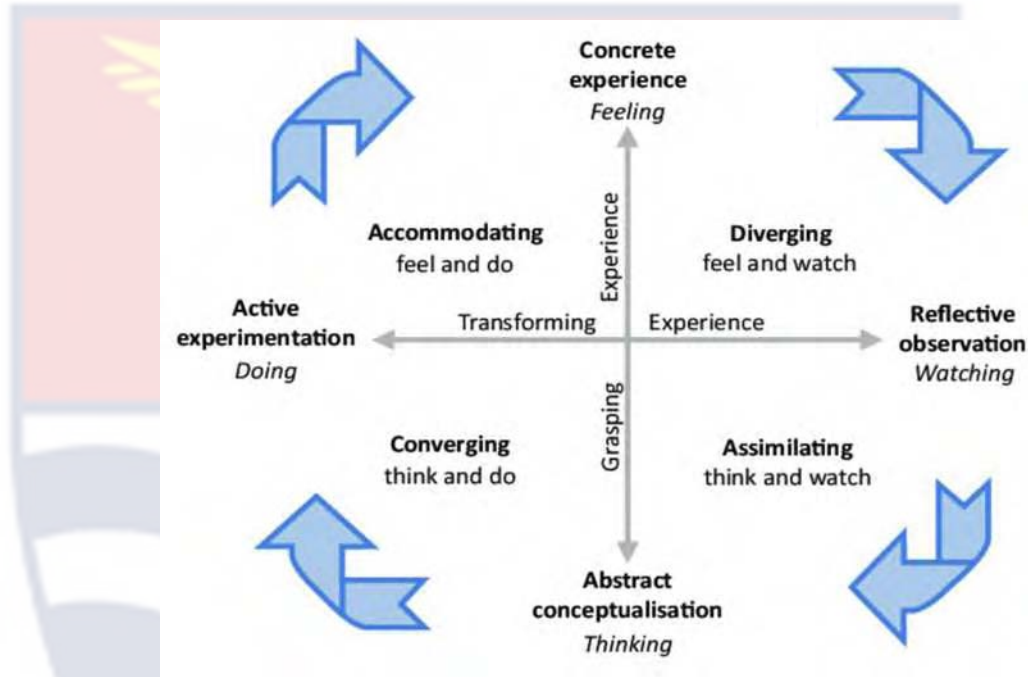 Concrete
experience
Feeling
Accommodating
feel and do
Diverging
feel and watch
Experience
Active
experimentation
Doing
Transforming
Experience
Reflective
observation
Watching
Grasping
Converging
think and do
Assimilating
think and watch
Abstract
conceptualisation
Thinking